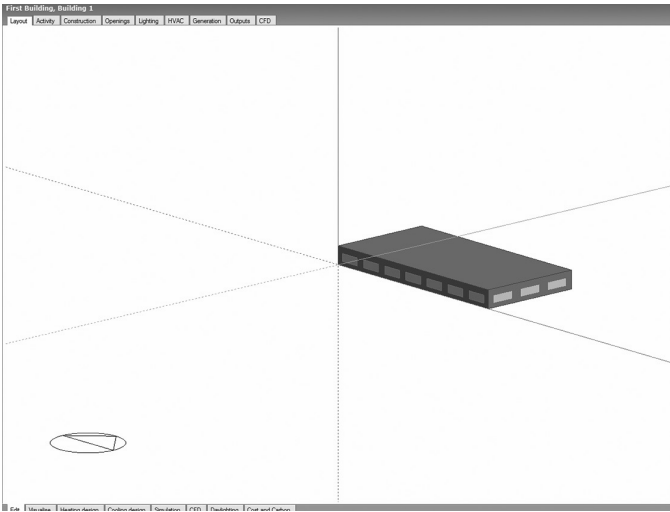 First Building, Building 1
Layout Activity Construction Openings Lighting HVAC Generation Outputs CFD
Edit Visualise Heating design Cooling design Simulation CFD Daylighting Cost and Carbon